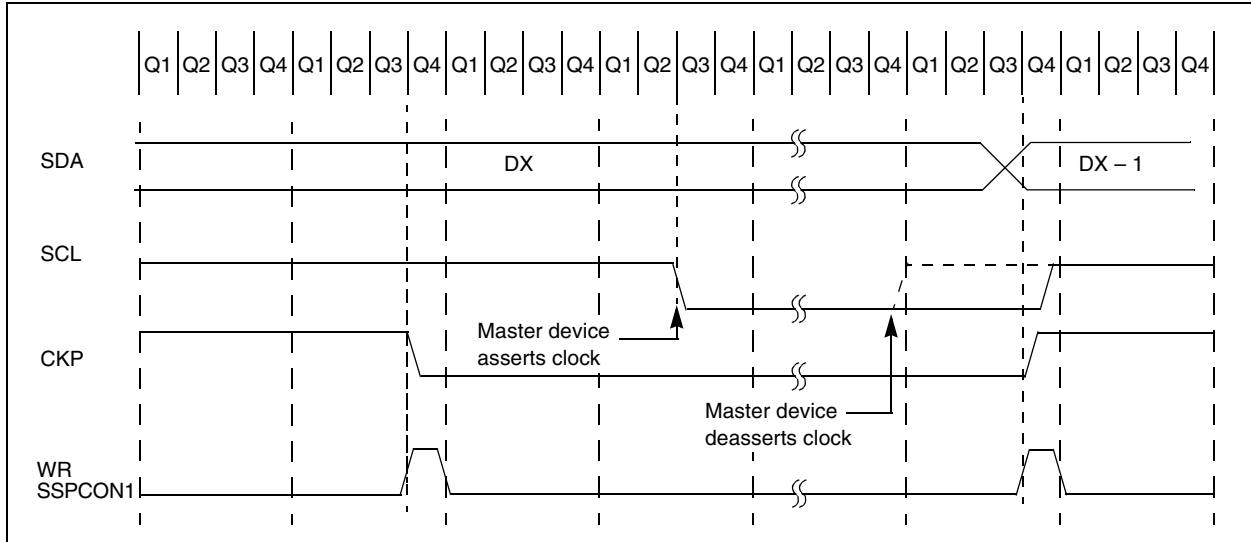 Q1 Q2 Q3 Q4 Q1 Q2 Q3 Q4 Q1 Q2 Q3 Q4 Q1 Q2 Q3 Q4 Q1 Q2 Q3 Q4 Q1 Q2 Q3 Q4 Q1 Q2 Q3 Q4
SDA
DX
DX – 1
SCL
Master device
asserts clock
CKP
Master device
deasserts clock
WR
SSPCON1